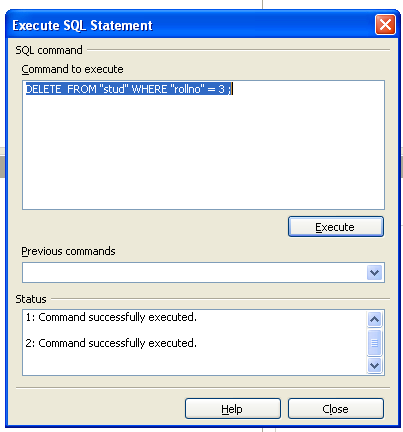 Execute SQL Statement
SQL command
Command to execute
DELETE  FROM "stud" WHERE "rollno" = 3 ;
Execute
Previous commands
Status
1: Command successfully executed.
2: Command successfully executed.
Help
Close